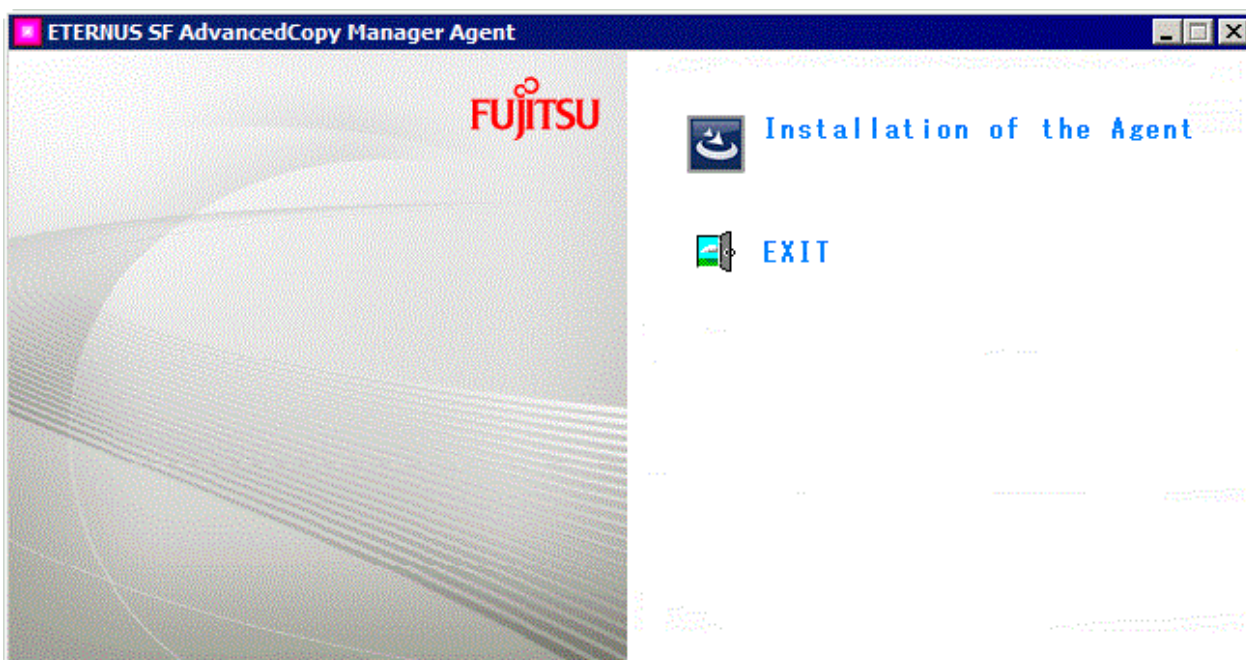 ETERNUS SF AdvancedCopy Manager Agent
FUJITSU
Installation of the Agent
EXIT